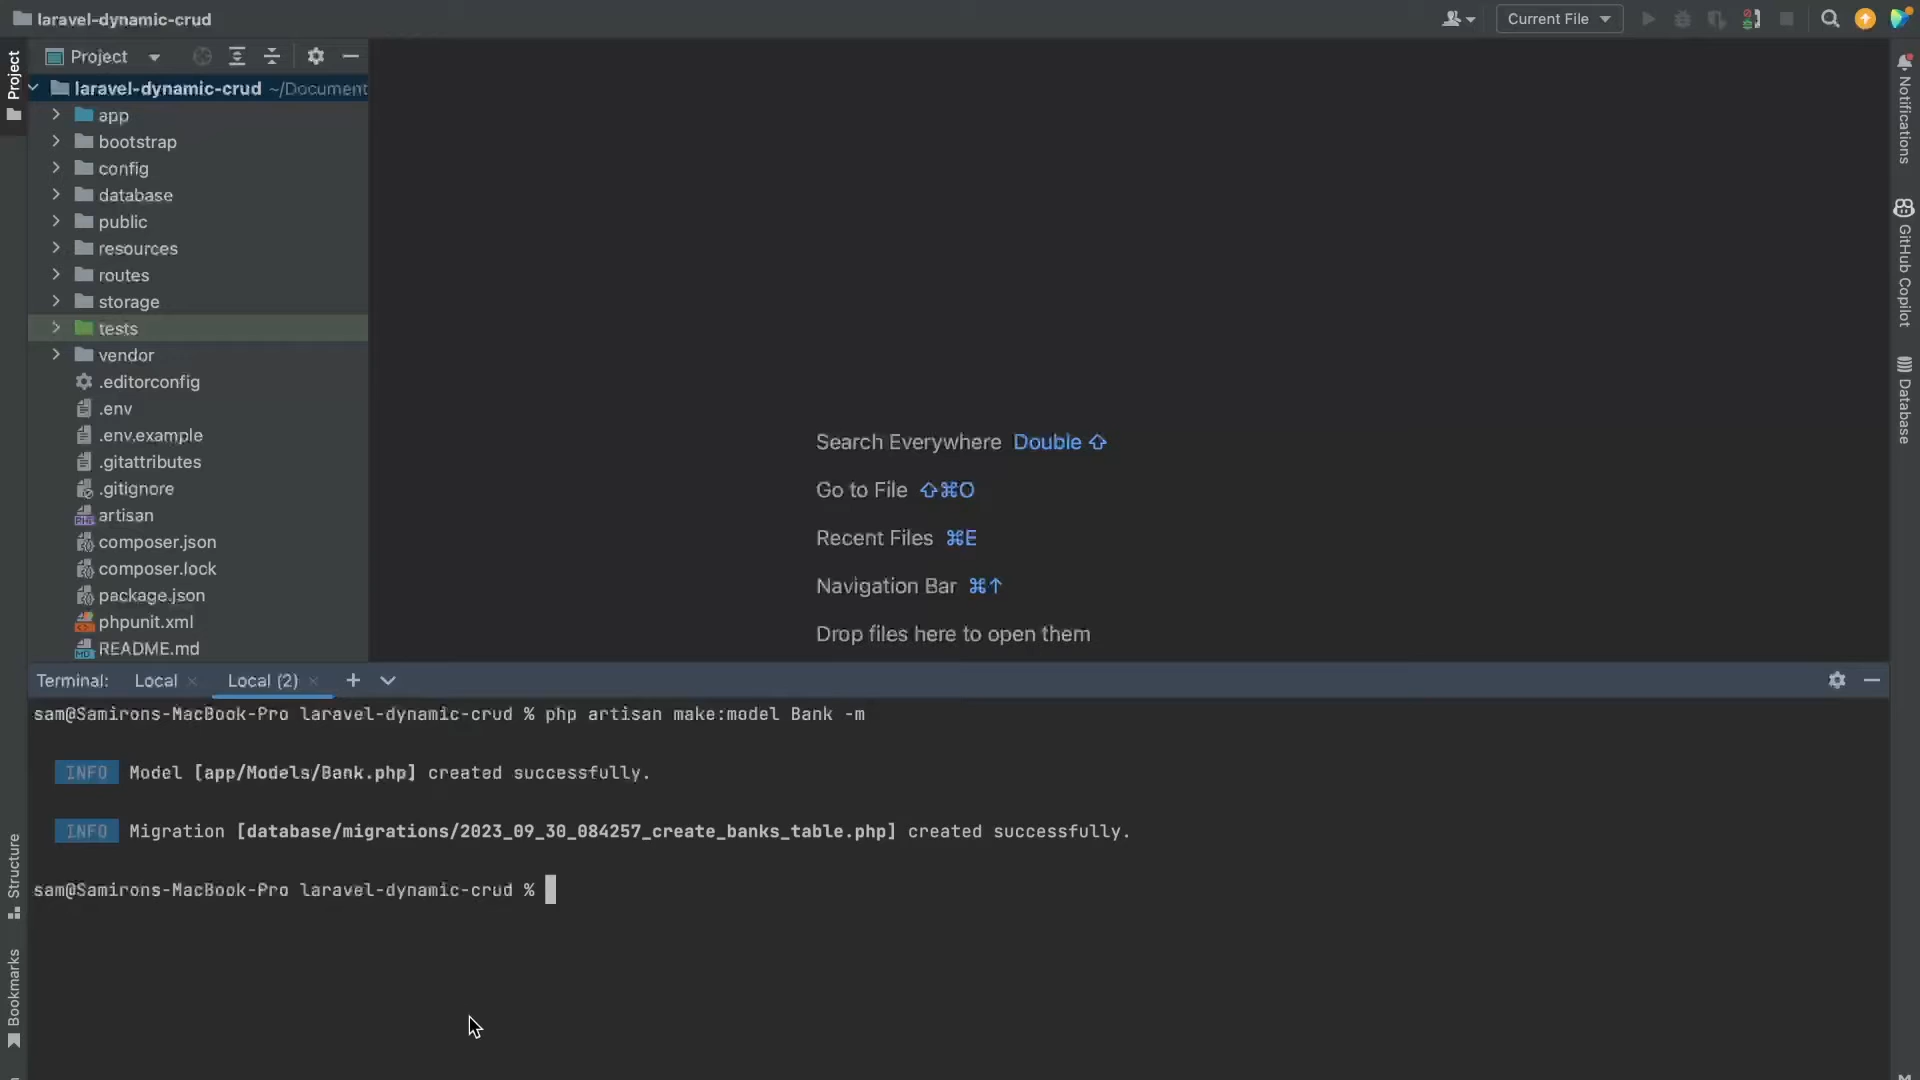 laravel-dynamic-crud
Current File
Project
Project
laravel-dynamic-crud ~/Document
app
bootstrap
config
database
public
resources
routes
storage
tests
vendor
.editorconfig
.env
.env.example
.gitattributes
.gitignore
artisan
composer.json
composer.lock
package.json
phpunit.xml
README.md
Search Everywhere Double ⇧
Go to File ⇧⌘O
Recent Files ⌘E
Navigation Bar ⌘↑
Drop files here to open them
Notifications
GitHub Copilot
Database
Terminal: Local Local (2)
sam@Samirons-MacBook-Pro laravel-dynamic-crud % php artisan make:model Bank -m
INFO Model [app/Models/Bank.php] created successfully.
INFO Migration [database/migrations/2023_09_30_084257_create_banks_table.php] created successfully.
sam@Samirons-MacBook-Pro laravel-dynamic-crud %
Structure
Bookmarks